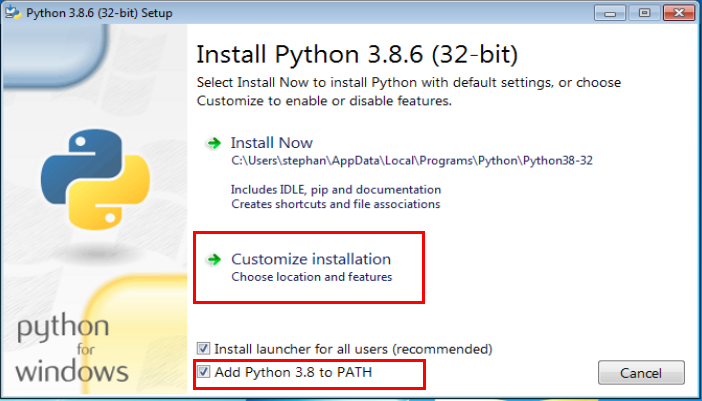 Python 3.8.6 (32-bit) Setup
Install Python 3.8.6 (32-bit)
Select Install Now to install Python with default settings, or choose
Customize to enable or disable features.
Install Now
C:\Users\stephan\AppData\Local\Programs\Python\Python38-32
Includes IDLE, pip and documentation
Creates shortcuts and file associations
Customize installation
Choose location and features
python
for
windows
Install launcher for all users (recommended)
Add Python 3.8 to PATH
Cancel